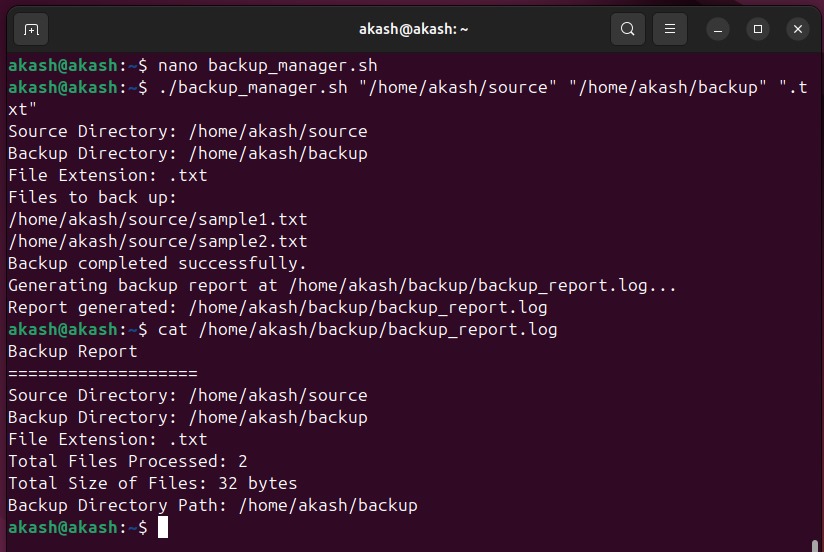 akash@akash: ~
akash@akash:~$ nano backup_manager.sh
akash@akash:~$ ./backup_manager.sh "/home/akash/source" "/home/akash/backup" ".t
xt"
Source Directory: /home/akash/source
Backup Directory: /home/akash/backup
File Extension: .txt
Files to back up:
/home/akash/source/sample1.txt
/home/akash/source/sample2.txt
Backup completed successfully.
Generating backup report at /home/akash/backup/backup_report.log...
Report generated: /home/akash/backup/backup_report.log
akash@akash:~$ cat /home/akash/backup/backup_report.log
Backup Report
===================
Source Directory: /home/akash/source
Backup Directory: /home/akash/backup
File Extension: .txt
Total Files Processed: 2
Total Size of Files: 32 bytes
Backup Directory Path: /home/akash/backup
akash@akash:~$